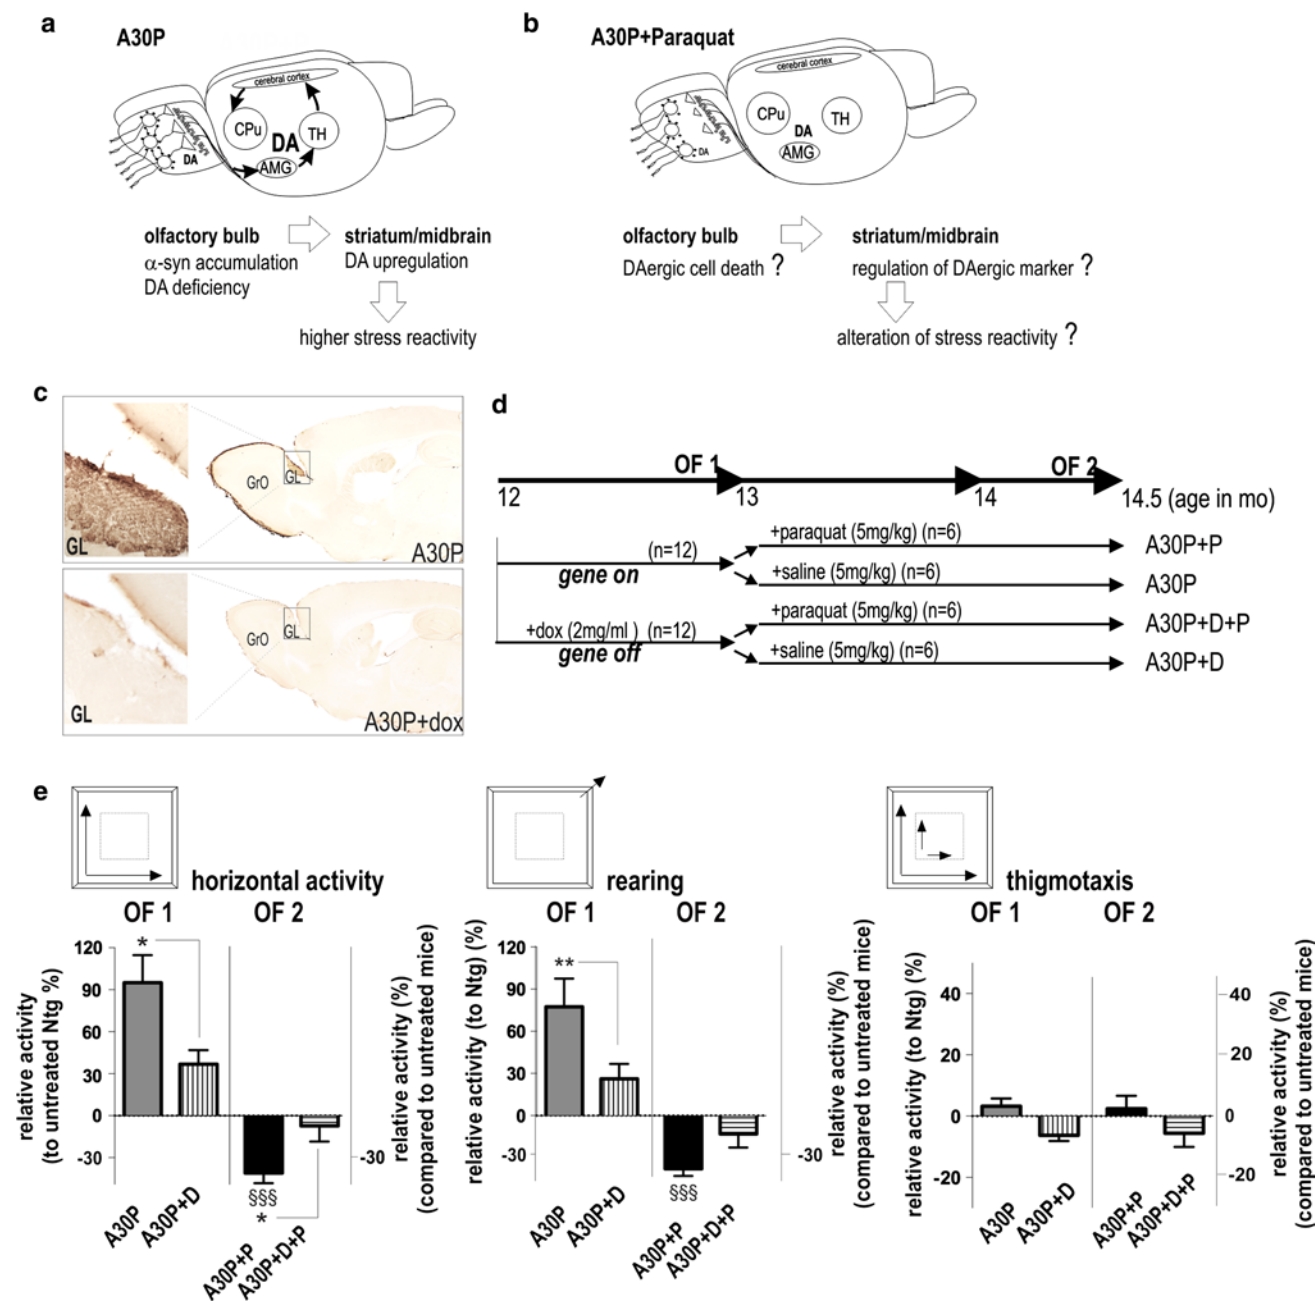 a
A30P
cerebral cortex
CPu
DA
TH
AMG
DA
olfactory bulb
striatum/midbrain
α-syn accumulation
DA upregulation
DA deficiency
higher stress reactivity
b
A30P+Paraquat
cerebral cortex
CPu
TH
DA
AMG
DA
olfactory bulb
striatum/midbrain
DAergic cell death ?
regulation of DAergic marker ?
alteration of stress reactivity ?
c
GL
GrO
GL
A30P
GL
GrO
GL
A30P+dox
d
OF 1
OF 2
12
13
14
14.5 (age in mo)
+paraquat (5mg/kg) (n=6)
A30P+P
(n=12)
gene on
+saline (5mg/kg) (n=6)
A30P
+paraquat (5mg/kg) (n=6)
A30P+D+P
+dox (2mg/ml ) (n=12)
gene off
+saline (5mg/kg) (n=6)
A30P+D
e
horizontal activity
OF 1
OF 2
relative activity
(to untreated Ntg %)
120
90
60
30
0
-30
*
§§§
*
-30
relative activity (%)
(compared to untreated mice)
A30P
A30P+D
A30P+P
A30P+D+P
rearing
OF 1
OF 2
relative activity (to Ntg) (%)
120
90
60
30
0
-30
**
§§§
-30
relative activity (%)
(compared to untreated mice)
A30P
A30P+D
A30P+P
A30P+D+P
thigmotaxis
OF 1
OF 2
relative activity (to Ntg) (%)
40
20
0
-20
40
20
0
-20
relative activity (%)
(compared to untreated mice)
A30P
A30P+D
A30P+P
A30P+D+P